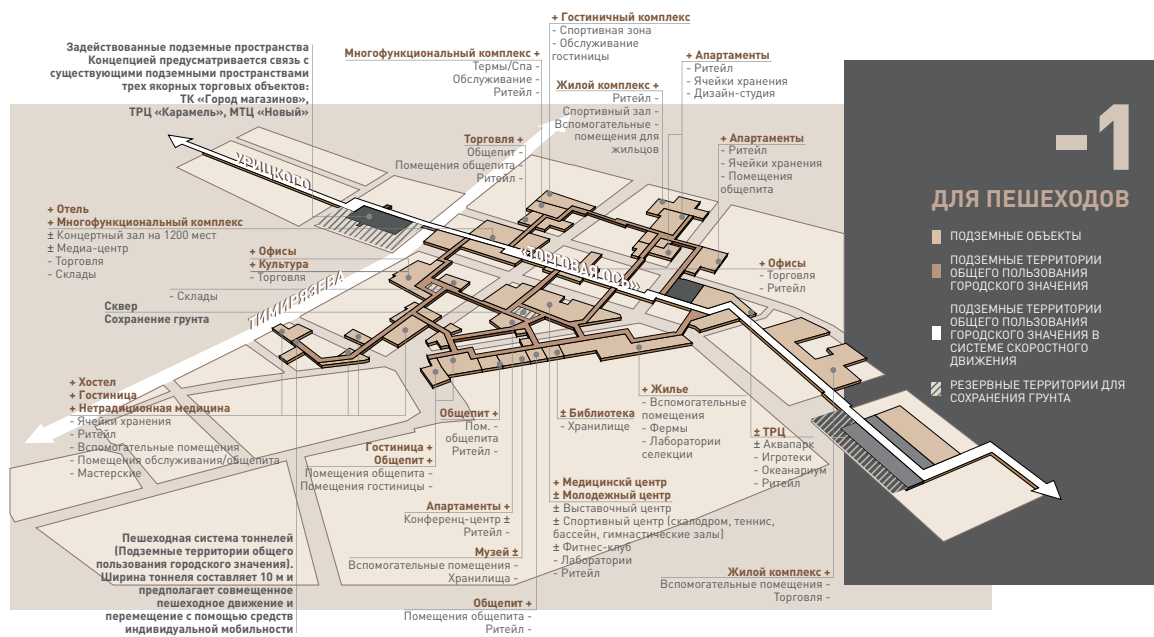 Задействованные подземные пространства
Концепцией предусматривается связь с
существующими подземными пространствами
трех якорных торговых объектов:
ТК «Город магазинов»,
ТРЦ «Карамель», МТЦ «Новый»
Многофункциональный комплекс +
Термы/Спа -
Обслуживание -
Ритейл -
+ Гостиничный комплекс
- Спортивная зона
- Обслуживание
гостиницы
Жилой комплекс +
Ритейл -
Спортивный зал -
Вспомогательные -
помещения для
жильцов
+ Апартаменты
- Ритейл
- Ячейки хранения
- Дизайн-студия
Торговля +
Общепит -
Помещения общепита -
Ритейл -
+ Апартаменты
- Ритейл
- Ячейки хранения
- Помещения
общепита
УРИЦКОГО
«ТОРГОВАЯ ОСЬ»
ТИМИРЯЗЕВА
+ Отель
+ Многофункциональный комплекс
± Концертный зал на 1200 мест
± Медиа-центр
- Торговля
- Склады
+ Офисы
+ Культура
- Торговля
- Склады
Сквер
Сохранение грунта
+ Офисы
- Торговля
- Ритейл
+ Хостел
+ Гостиница
+ Нетрадиционная медицина
- Ячейки хранения
- Ритейл
- Вспомогательные помещения
- Помещения обслуживания/общепита
- Мастерские
Общепит +
Пом. -
общепита
Ритейл -
Гостиница +
Общепит +
Помещения общепита -
Помещения гостиницы -
Апартаменты +
Конференц-центр ±
Ритейл -
Музей ±
Вспомогательные помещения -
Хранилища -
Общепит +
Помещения общепита -
Ритейл -
± Библиотека
- Хранилище
+ Жилье
- Вспомогательные
помещения
- Фермы
- Лаборатории
селекции
± ТРЦ
± Аквапарк
- Игротеки
- Океанариум
- Ритейл
+ Медицинскй центр
± Молодежный центр
± Выставочный центр
± Спортивный центр (скалодром, теннис,
бассейн, гимнастические залы)
± Фитнес-клуб
- Лаборатории
- Ритейл
Жилой комплекс +
Вспомогательные помещения -
Торговля -
Пешеходная система тоннелей
(Подземные территории общего
пользования городского значения).
Ширина тоннеля составляет 10 м и
предполагает совмещенное
пешеходное движение и
перемещение с помощью средств
индивидуальной мобильности
-1
ДЛЯ ПЕШЕХОДОВ
ПОДЗЕМНЫЕ ОБЪЕКТЫ
ПОДЗЕМНЫЕ ТЕРРИТОРИИ
ОБЩЕГО ПОЛЬЗОВАНИЯ
ГОРОДСКОГО ЗНАЧЕНИЯ
ПОДЗЕМНЫЕ ТЕРРИТОРИИ
ОБЩЕГО ПОЛЬЗОВАНИЯ
ГОРОДСКОГО ЗНАЧЕНИЯ В
СИСТЕМЕ СКОРОСТНОГО
ДВИЖЕНИЯ
РЕЗЕРВНЫЕ ТЕРРИТОРИИ ДЛЯ
СОХРАНЕНИЯ ГРУНТА